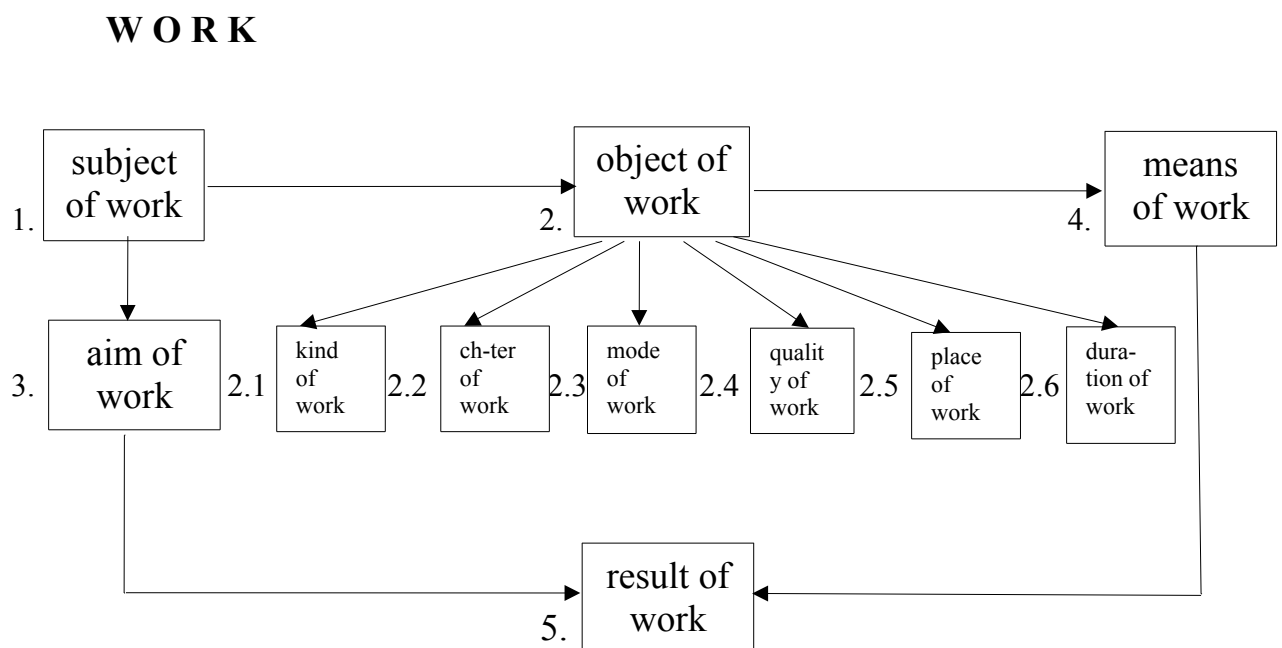 W O R K
subject
of work
1.
object of
work
2.
means
of work
4.
aim of
work
3.
kind
of
work
2.1
ch-ter
of
work
2.2
mode
of
work
2.3
qualit
y of
work
2.4
place
of
work
2.5
dura-
tion of
work
2.6
result of
work
5.